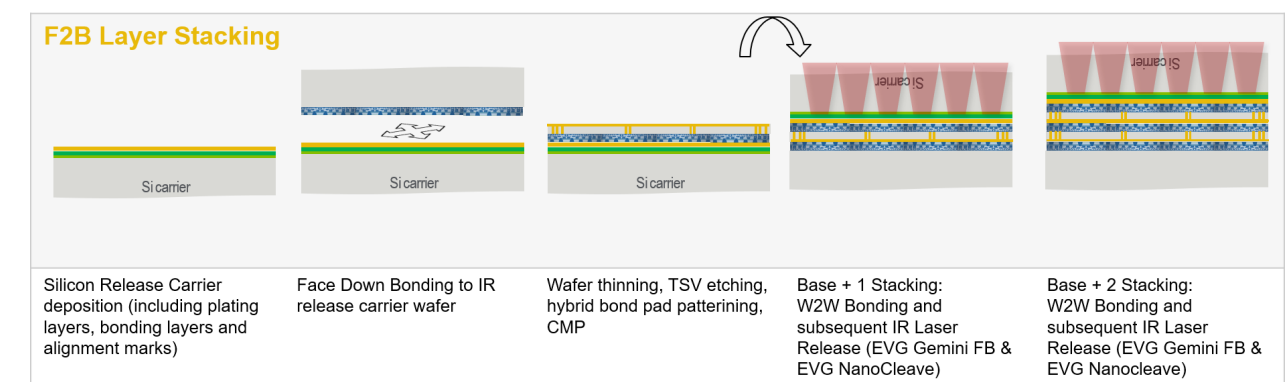 F2B Layer Stacking
Si carrier
Si carrier
Si carrier
Si carrier
Si carrier
Silicon Release Carrier
deposition (including plating
layers, bonding layers and
alignment marks)
Face Down Bonding to IR
release carrier wafer
Wafer thinning, TSV etching,
hybrid bond pad patterining,
CMP
Base + 1 Stacking:
W2W Bonding and
subsequent IR Laser
Release (EVG Gemini FB &
EVG NanoCleave)
Base + 2 Stacking:
W2W Bonding and
subsequent IR Laser
Release (EVG Gemini FB &
EVG Nanocleave)